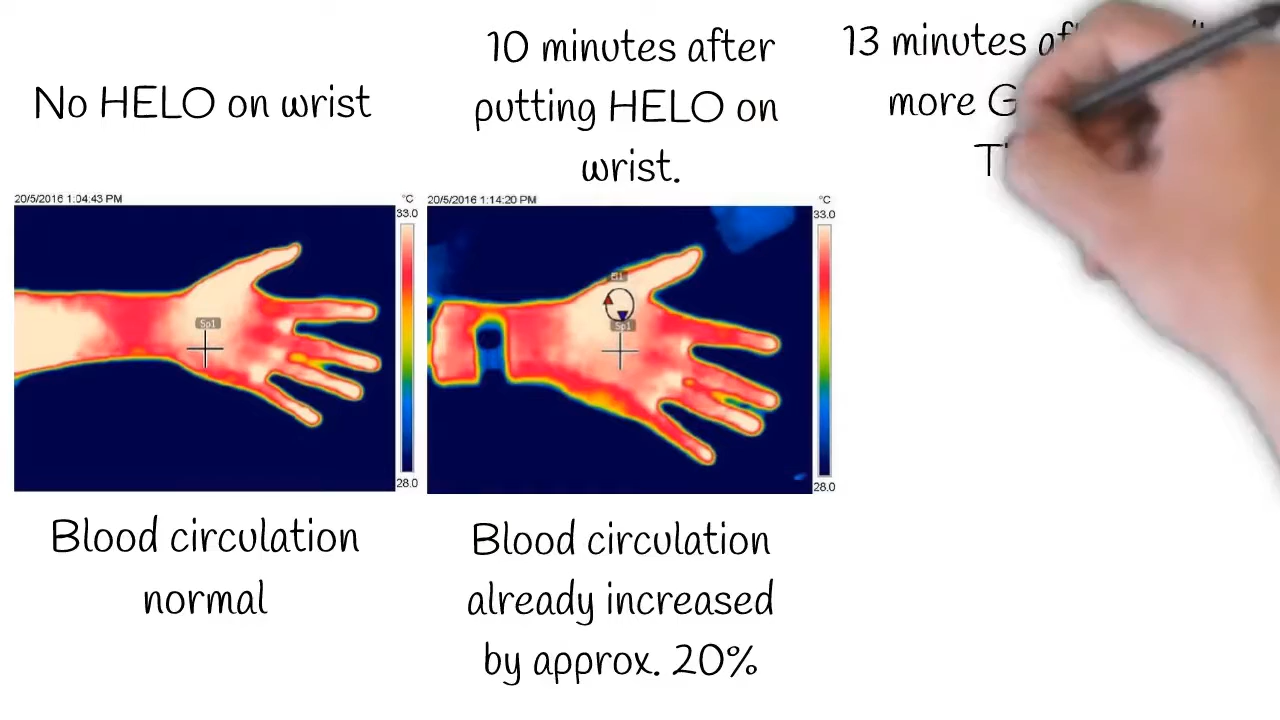 No HELO on wrist
10 minutes after
putting HELO on
wrist.
13 minutes
more
20/5/2016 1:04:43 PM
°C
33.0
Sp1
28.0
20/5/2016 1:14:20 PM
°C
33.0
El1
Sp1
28.0
Blood circulation
normal
Blood circulation
already increased
by approx. 20%